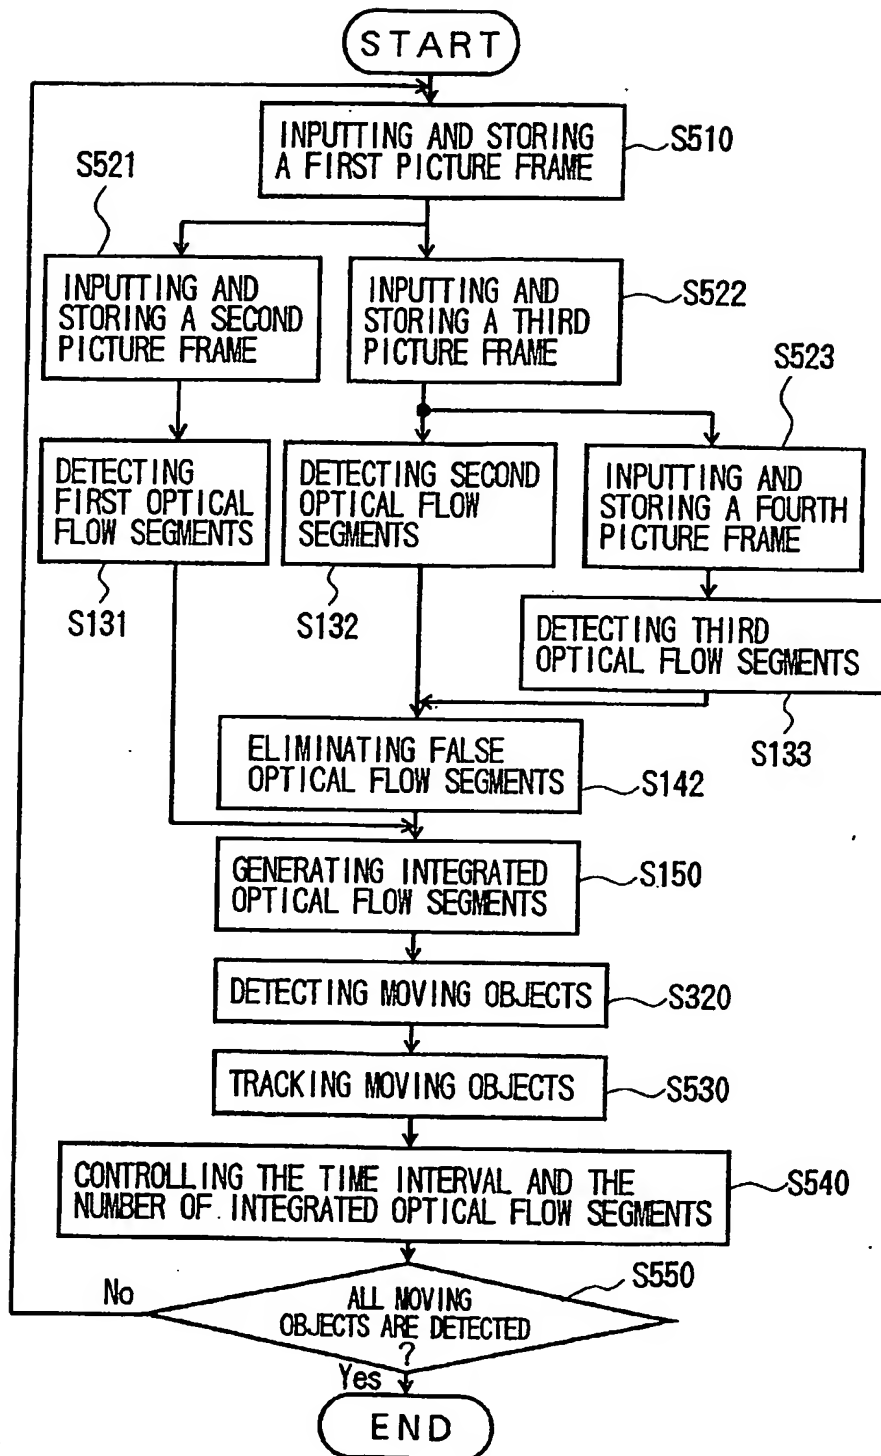 START
INPUTTING AND STORING
A FIRST PICTURE FRAME
S510
S521
INPUTTING AND
STORING A SECOND
PICTURE FRAME
INPUTTING AND
STORING A THIRD
PICTURE FRAME
S522
S523
DETECTING
FIRST OPTICAL
FLOW SEGMENTS
S131
DETECTING SECOND
OPTICAL FLOW
SEGMENTS
S132
INPUTTING AND
STORING A FOURTH
PICTURE FRAME
DETECTING THIRD
OPTICAL FLOW SEGMENTS
S133
ELIMINATING FALSE
OPTICAL FLOW SEGMENTS
S142
GENERATING INTEGRATED
OPTICAL FLOW SEGMENTS
S150
DETECTING MOVING OBJECTS
S320
TRACKING MOVING OBJECTS
S530
CONTROLLING THE TIME INTERVAL AND THE
NUMBER OF INTEGRATED OPTICAL FLOW SEGMENTS
S540
S550
No
ALL MOVING
OBJECTS ARE DETECTED
?
Yes
END